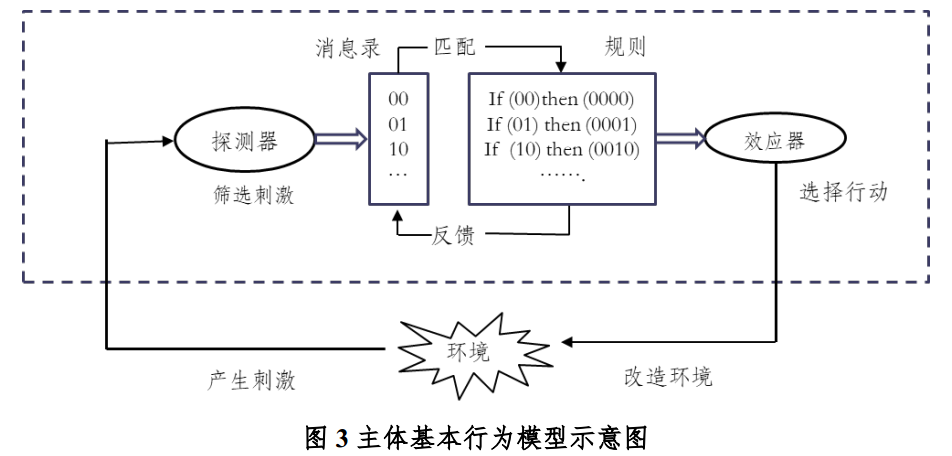 消息录
匹配
规则
00
01
10
…
If (00)then (0000)
If (01) then (0001)
If (10) then (0010)
…….
探测器
效应器
筛选刺激
选择行动
反馈
环境
产生刺激
改造环境
图 3 主体基本行为模型示意图